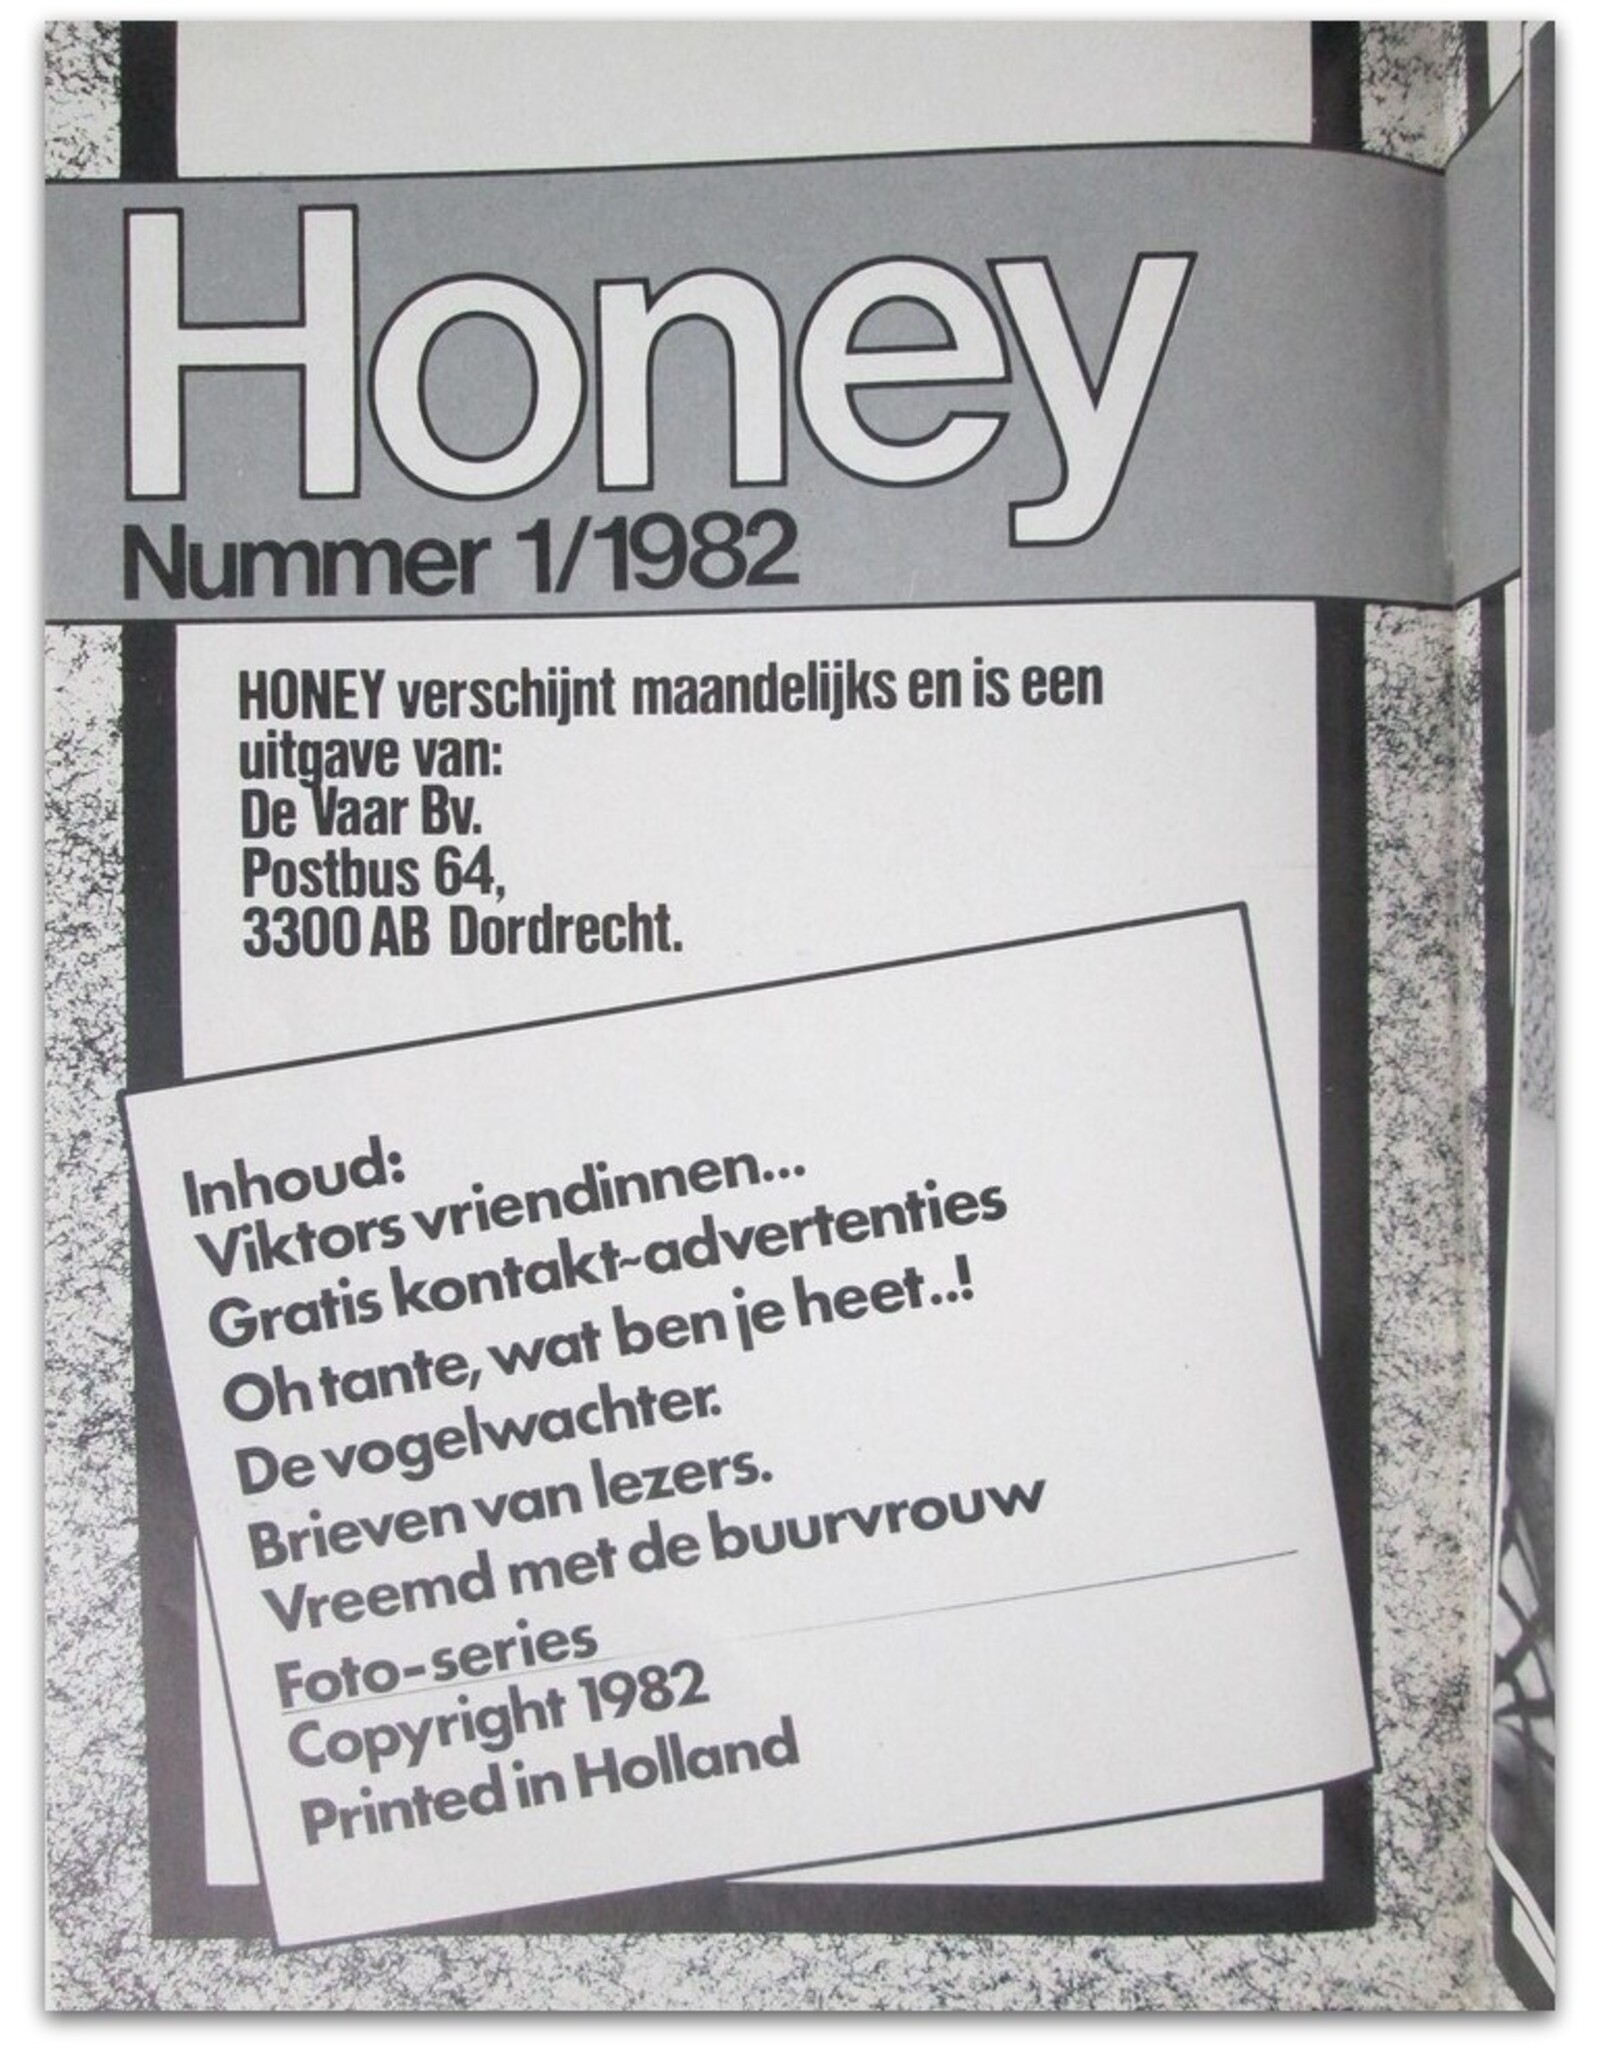 Honey
Nummer 1/1982
HONEY verschijnt maandelijks en is een
uitgave van:
De Vaar Bv.
Postbus 64,
3300 AB Dordrecht.
Inhoud:
Viktors vriendinnen...
Gratis kontakt-advertenties
Oh tante, wat ben je heet..!
De vogelwachter.
Brieven van lezers.
Vreemd met de buurvrouw
Foto-series
Copyright 1982
Printed in Holland